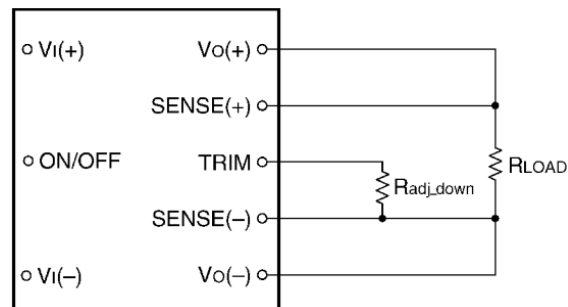 VI(+) VO(+)
SENSE(+)
ON/OFF TRIM RLOAD
Radj_down
SENSE(–)
VI(–) VO(–)